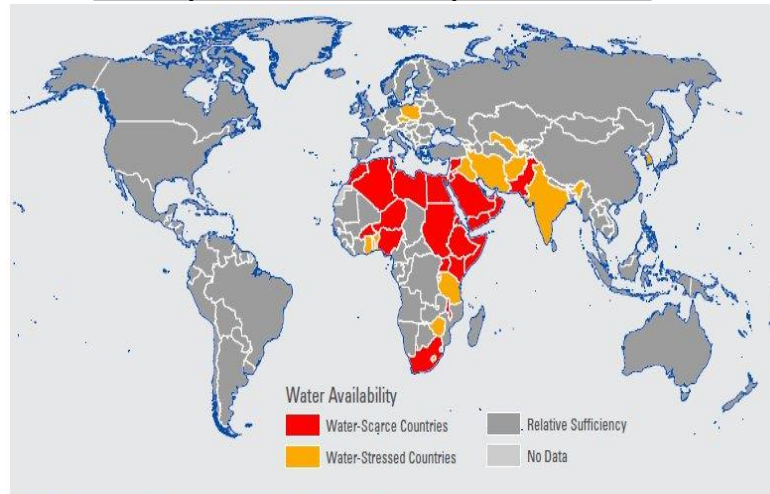 Water Availability
Water-Scarce Countries
Relative Sufficiency
Water-Stressed Countries
No Data